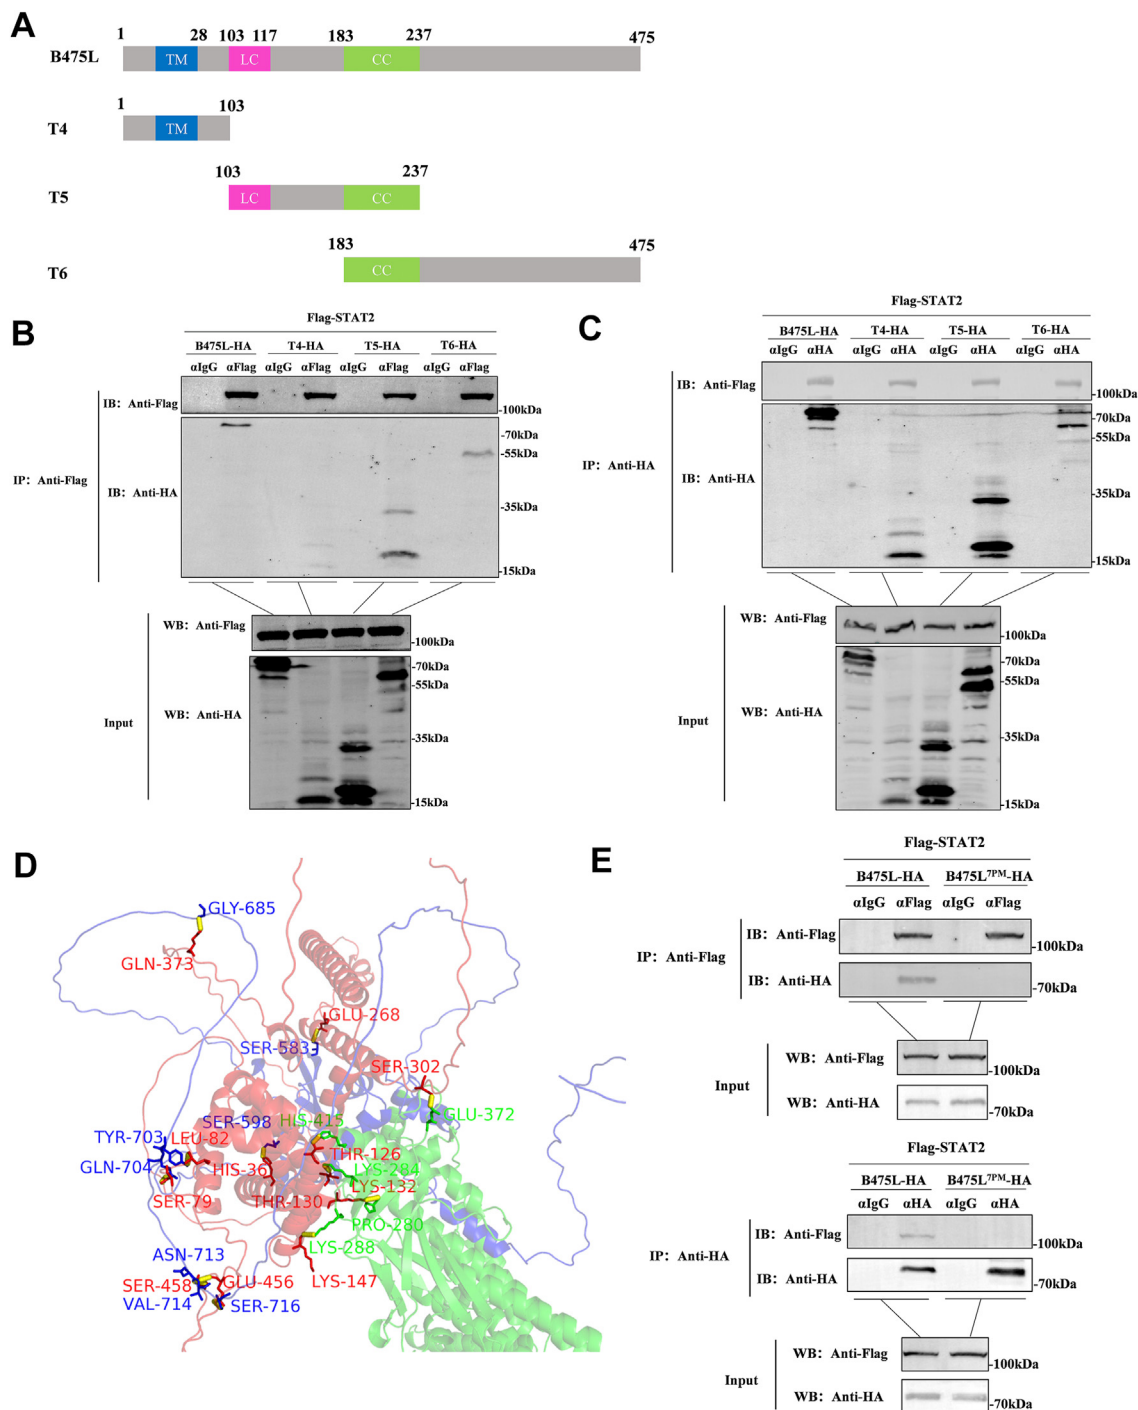 A
1 28 103 117 183 237 475
B475L TM LC CC
1 103
T4 TM
103 237
T5 LC CC
183 475
T6 CC
B
Flag-STAT2
B475L-HA T4-HA T5-HA T6-HA
αIgG αFlag αIgG αFlag αIgG αFlag αIgG αFlag
IB: Anti-Flag
-100kDa
-70kDa
-55kDa
IP: Anti-Flag
IB: Anti-HA
-35kDa
-15kDa
WB: Anti-Flag
-100kDa
-70kDa
-55kDa
Input
WB: Anti-HA
-35kDa
-15kDa
C
Flag-STAT2
B475L-HA T4-HA T5-HA T6-HA
αIgG αHA αIgG αHA αIgG αHA αIgG αHA
IB: Anti-Flag
-100kDa
-70kDa
-55kDa
IP: Anti-HA
IB: Anti-HA
-35kDa
-15kDa
WB: Anti-Flag
-100kDa
-70kDa
-55kDa
Input
WB: Anti-HA
-35kDa
-15kDa
D
GLY-685
GLN-373
GLU-268
SER-583
SER-302
GLU-372
SER-598 HIS-415
TYR-703 LEU-82
THR-126
GLN-704 HIS-36 LYS-284
LYS-132
SER-79 THR-130
PRO-280
LYS-288
ASN-713
LYS-147
SER-458 GLU-456
VAL-714 SER-716
E
Flag-STAT2
B475L-HA B475L7PM-HA
αIgG αFlag αIgG αFlag
IB: Anti-Flag
-100kDa
IP: Anti-Flag
IB: Anti-HA
-70kDa
WB: Anti-Flag
-100kDa
Input
WB: Anti-HA
-70kDa
Flag-STAT2
B475L-HA B475L7PM-HA
αIgG αHA αIgG αHA
IB: Anti-Flag
-100kDa
IP: Anti-HA
IB: Anti-HA
-70kDa
WB: Anti-Flag
-100kDa
Input
WB: Anti-HA
-70kDa